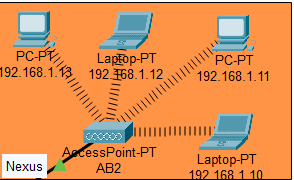 PC-PT
192.168.1.13
Laptop-PT
192.168.1.12
PC-PT
192.168.1.11
AccessPoint-PT
AB2
Laptop-PT
192.168.1.10
Nexus